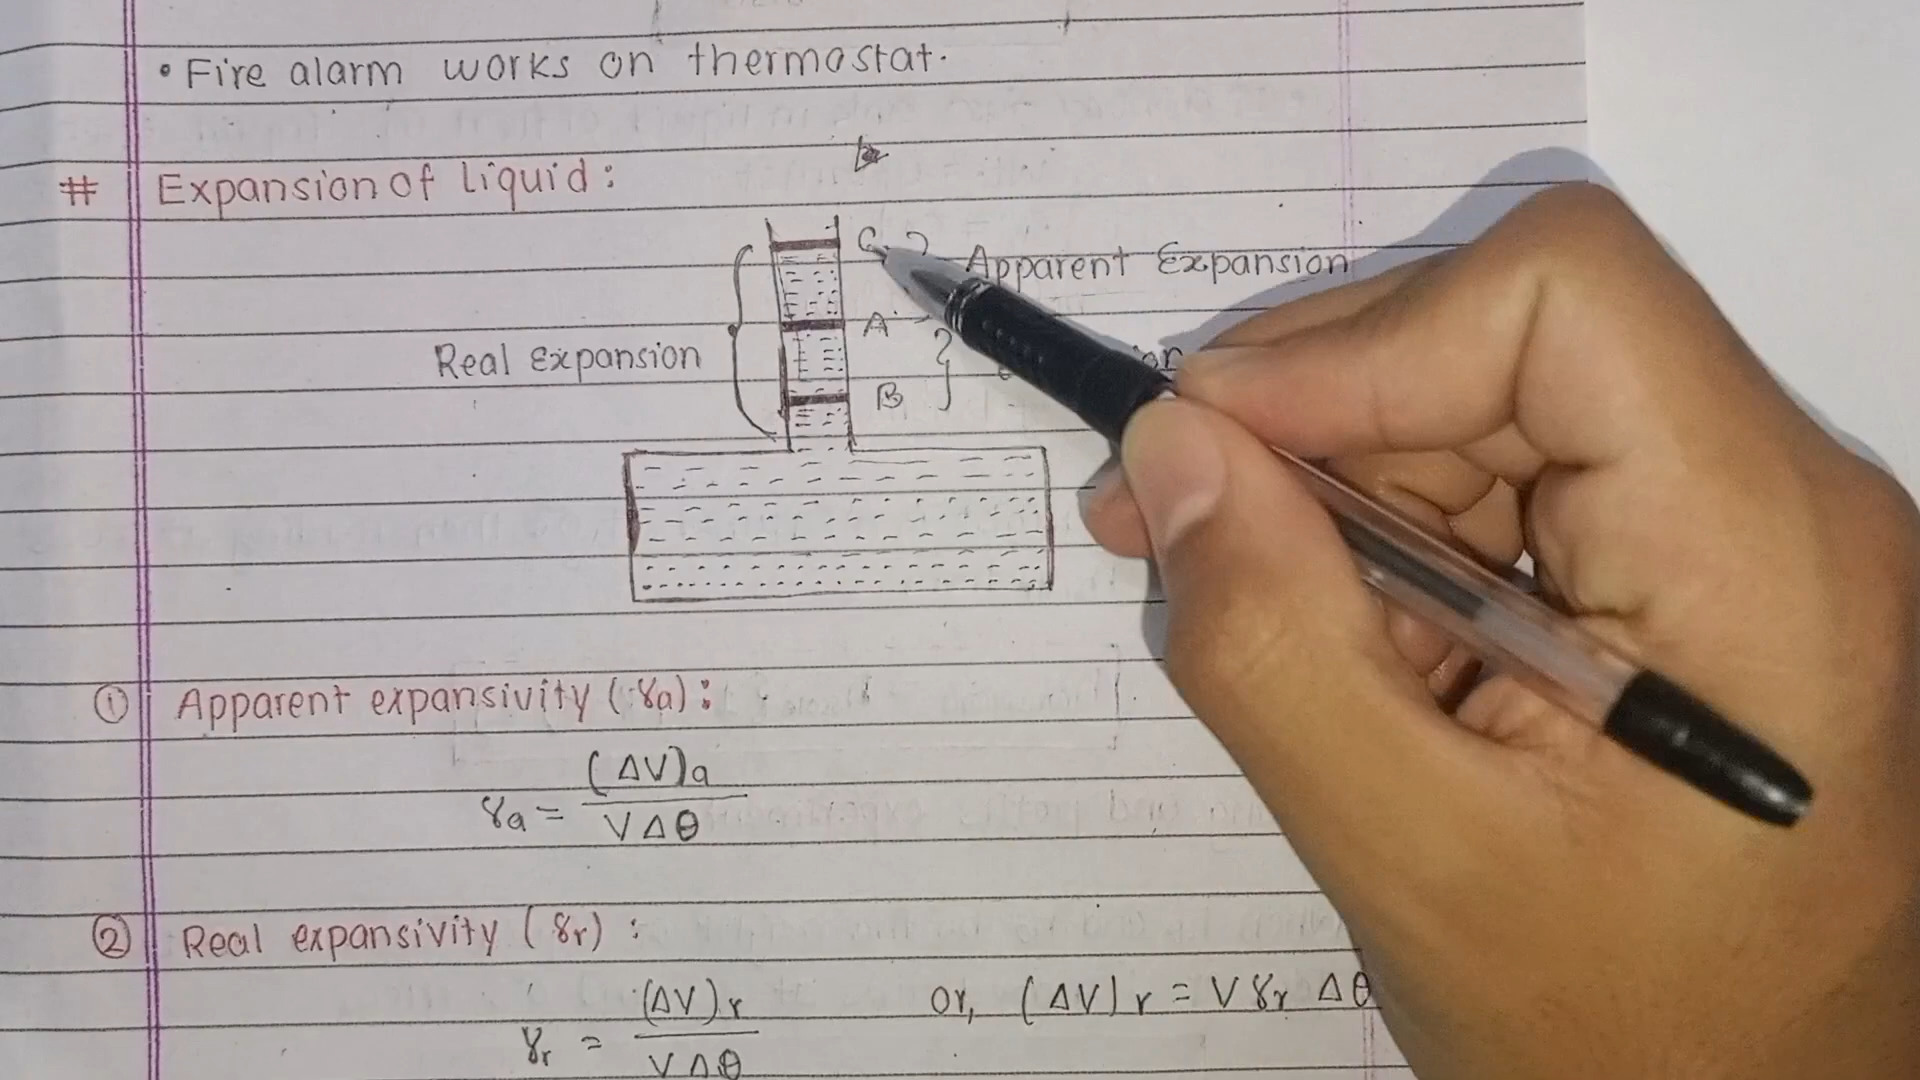 • Fire alarm works on thermostat.
# Expansion of liquid:
C
Apparent Expansion
A
Real Expansion
B
① Apparent expansivity (γa):
γa = (ΔV)a / VΔθ
② Real expansivity (γr) :
γr = (ΔV)r / VΔθ or, (ΔV)r = Vγr Δθ